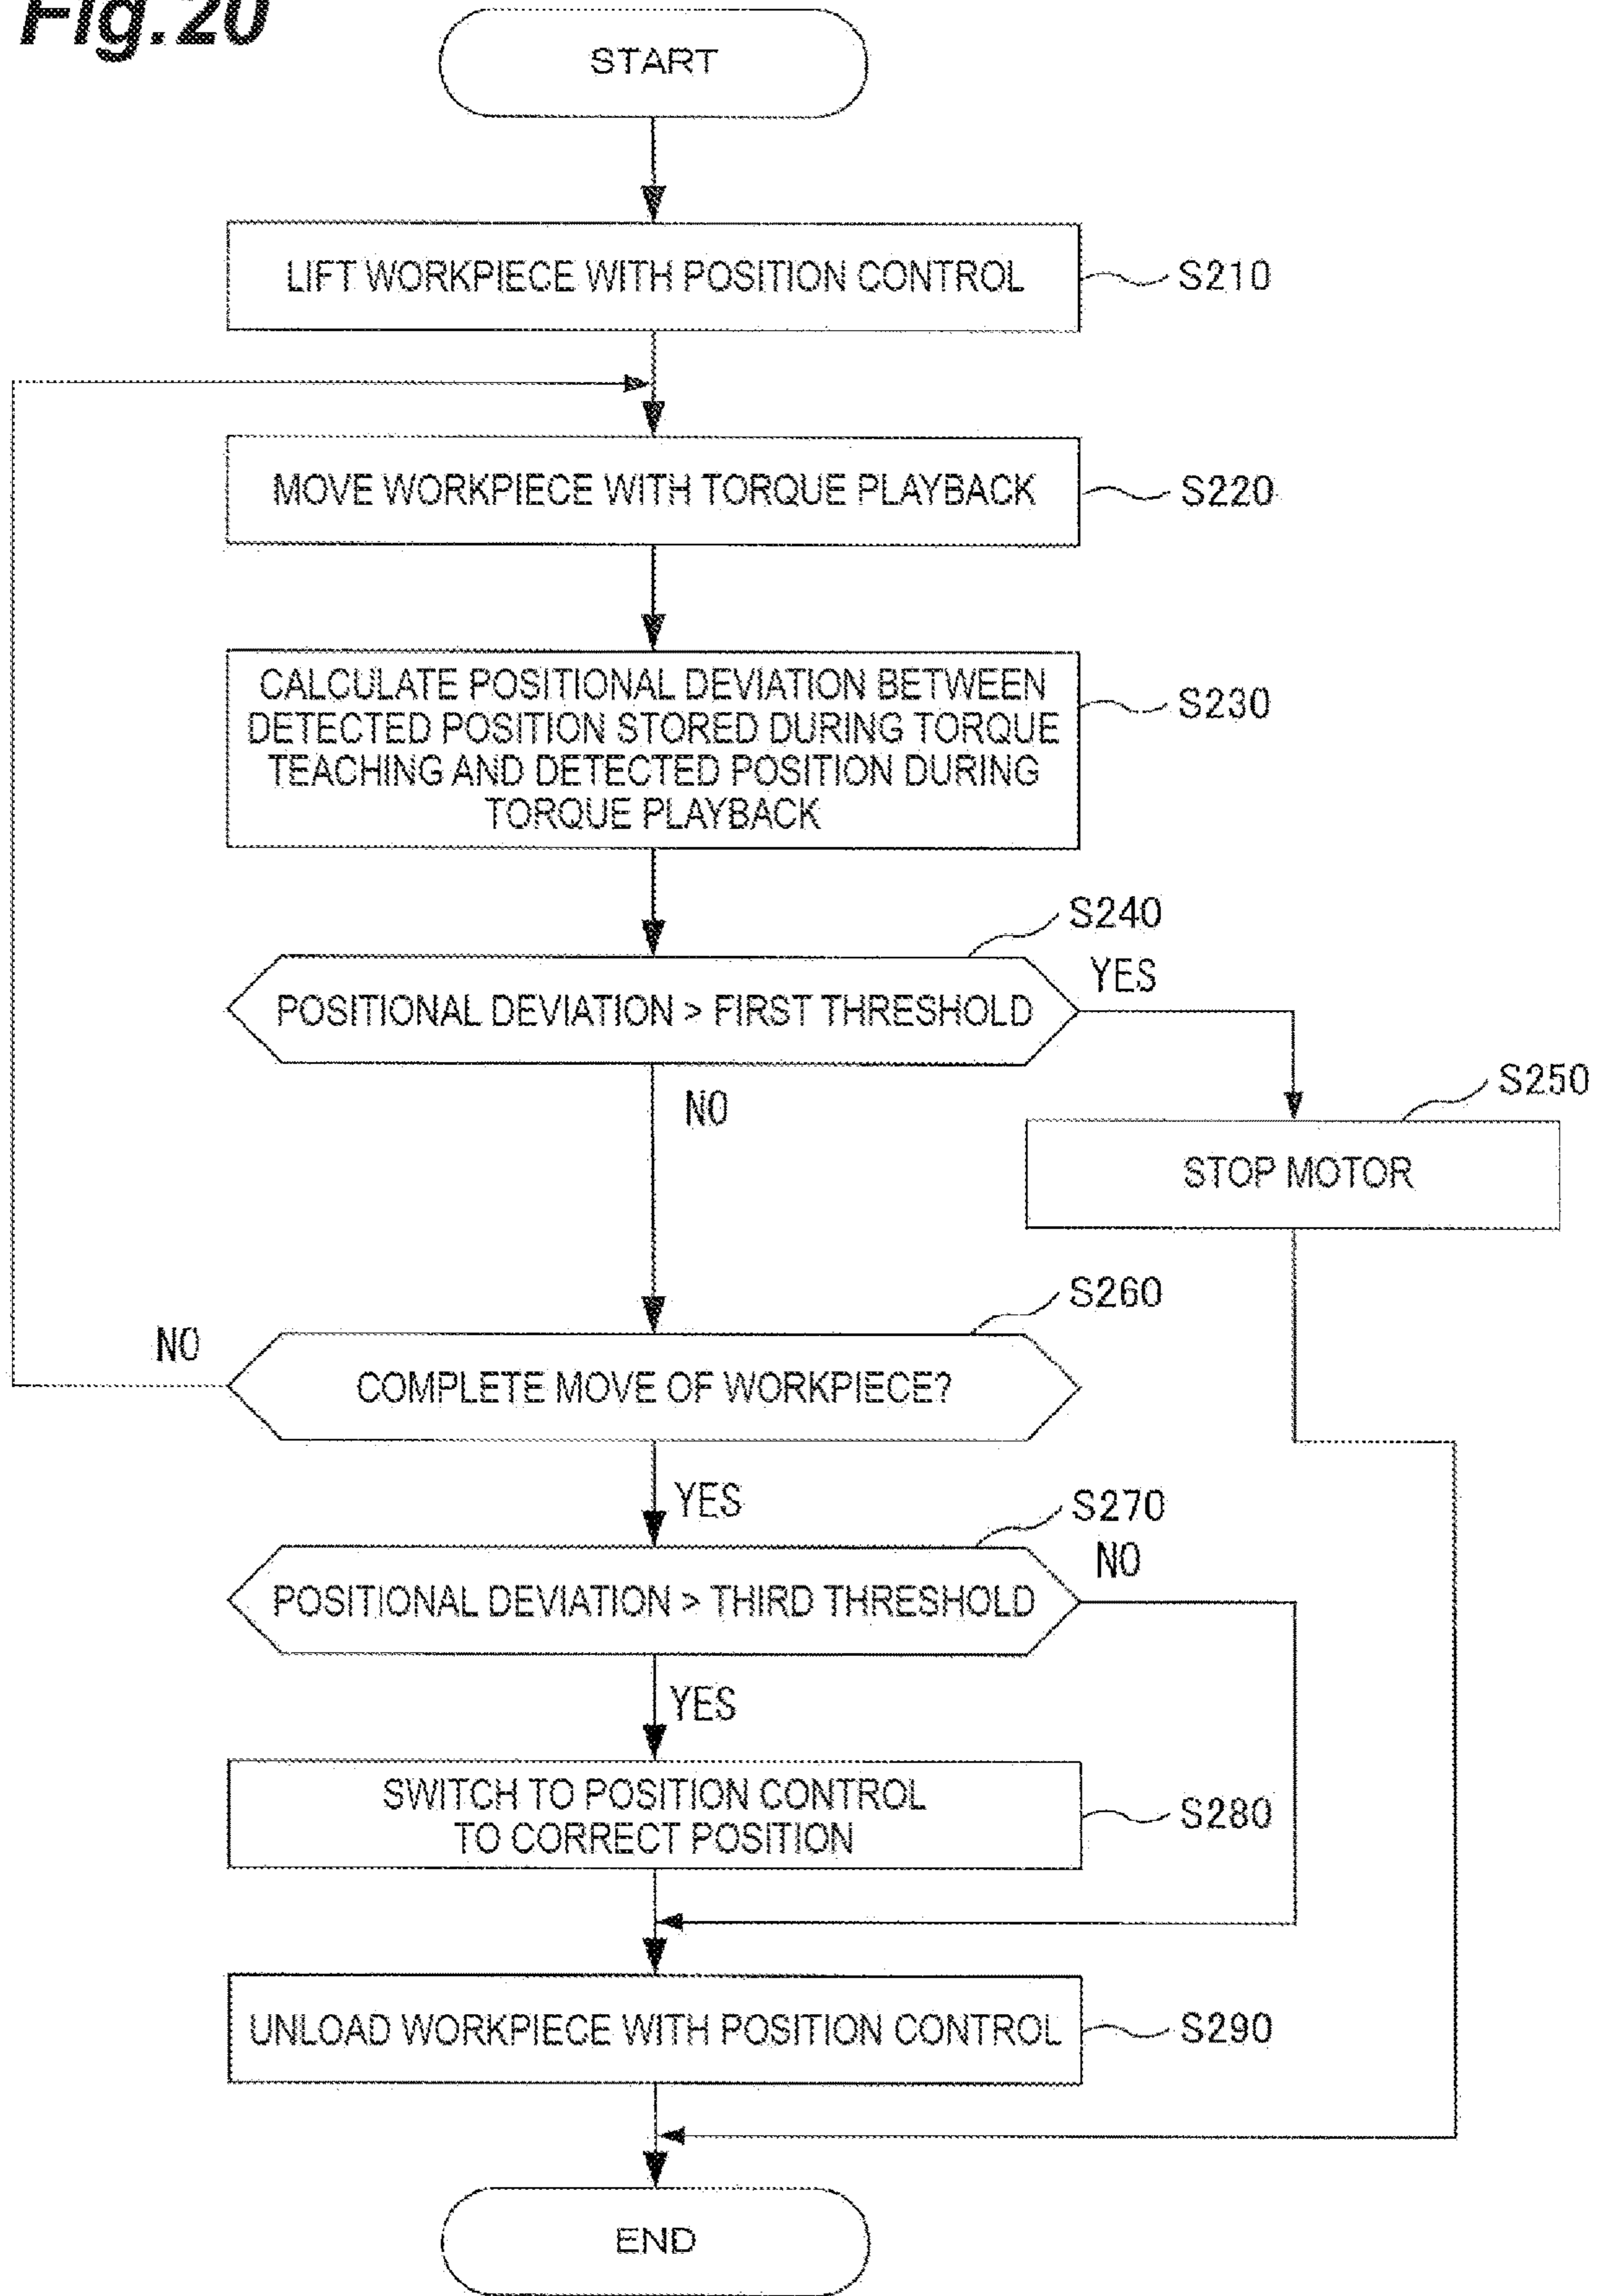 Fig.20
START
LIFT WORKPIECE WITH POSITION CONTROL
S210
MOVE WORKPIECE WITH TORQUE PLAYBACK
S220
CALCULATE POSITIONAL DEVIATION BETWEEN
DETECTED POSITION STORED DURING TORQUE
TEACHING AND DETECTED POSITION DURING
TORQUE PLAYBACK
S230
S240
POSITIONAL DEVIATION > FIRST THRESHOLD
YES
NO
S250
STOP MOTOR
S260
NO
COMPLETE MOVE OF WORKPIECE?
YES
S270
NO
POSITIONAL DEVIATION > THIRD THRESHOLD
YES
SWITCH TO POSITION CONTROL
TO CORRECT POSITION
S280
UNLOAD WORKPIECE WITH POSITION CONTROL
S290
END